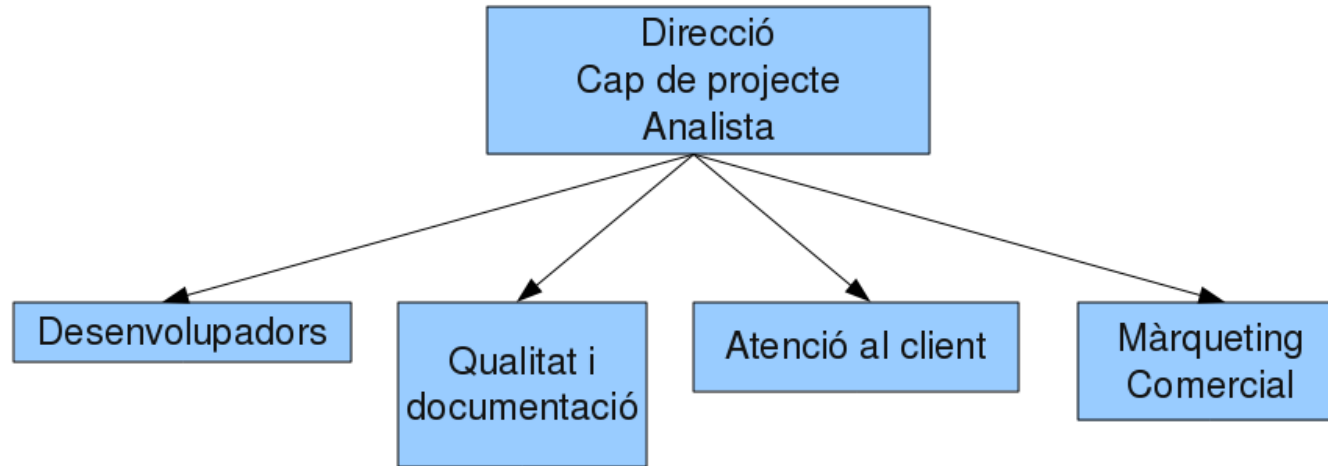 Direcció
Cap de projecte
Analista
Desenvolupadors
Qualitat i
documentació
Atenció al client
Màrqueting
Comercial